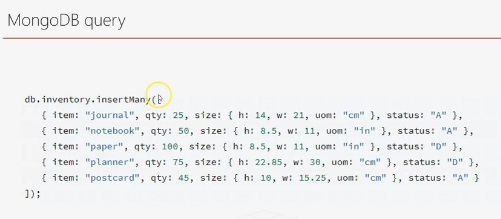 MongoDB query
db.inventory.insertMany([
{ item: "journal", qty: 25, size: { h: 14, w: 21, uom: "cm" }, status: "A" },
{ item: "notebook", qty: 50, size: { h: 8.5, w: 11, uom: "in" }, status: "A" },
{ item: "paper", qty: 100, size: { h: 8.5, w: 11, uom: "in" }, status: "D" },
{ item: "planner", qty: 75, size: { h: 22.85, w: 30, uom: "cm" }, status: "D" },
{ item: "postcard", qty: 45, size: { h: 10, w: 15.25, uom: "cm" }, status: "A" }
]);